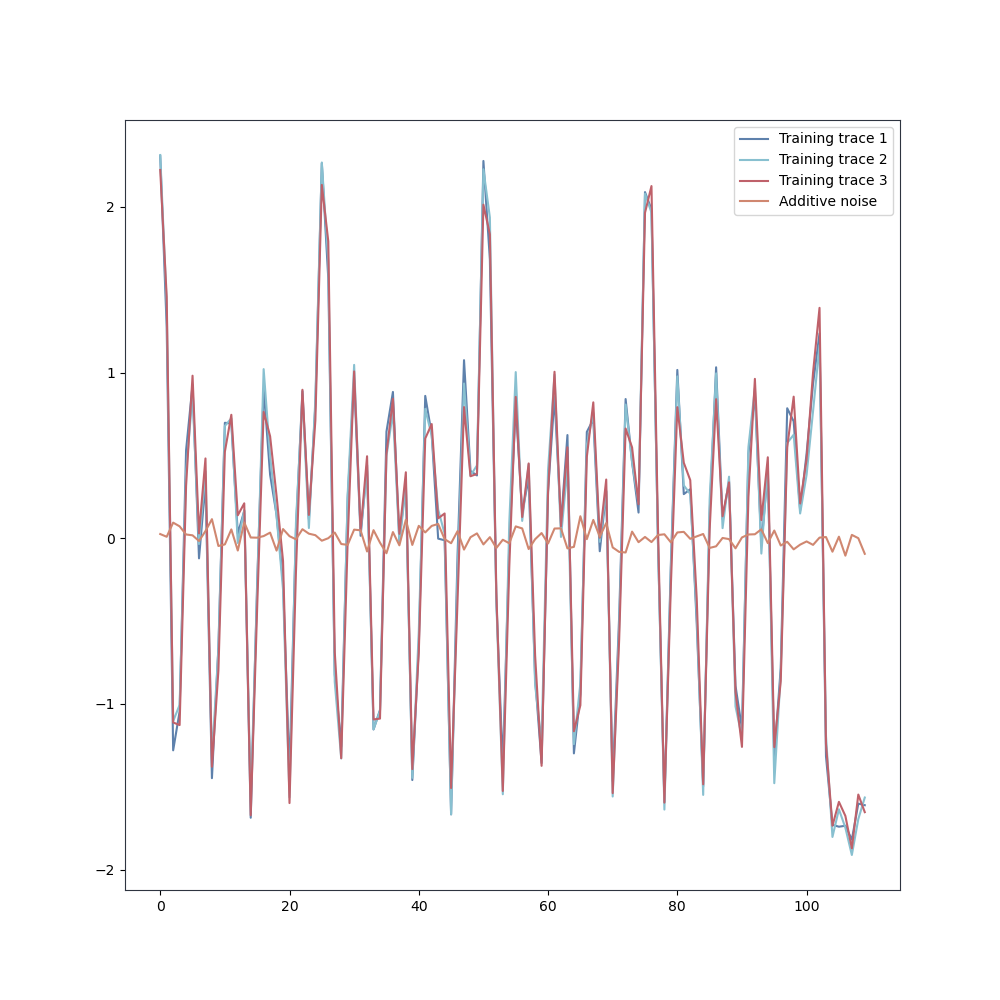 Training trace 1
Training trace 2
Training trace 3
Additive noise
2
1
0
−1
−2
0 20 40 60 80 100